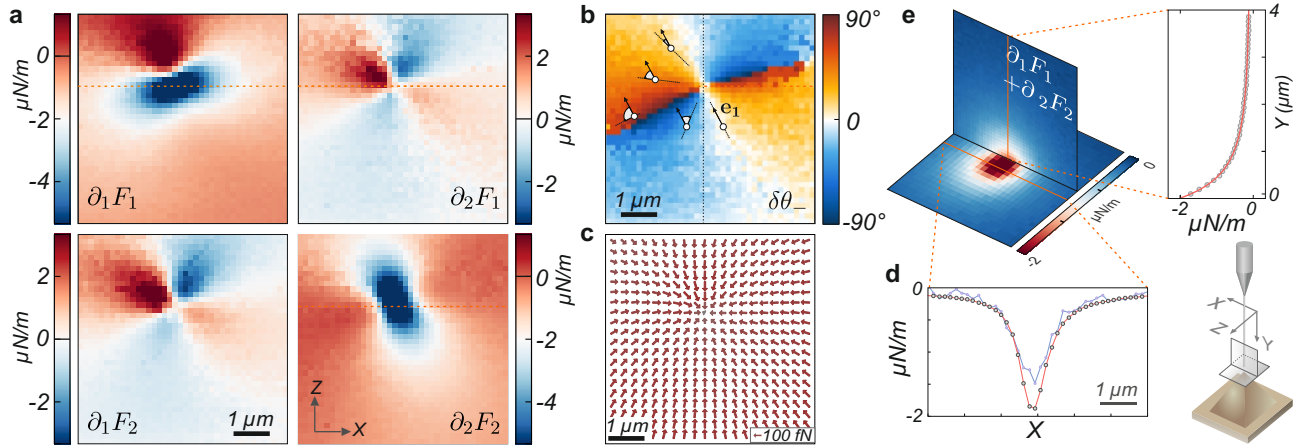 a
μN/m
0
-2
-4
∂₁F₁
∂₂F₁
2
0
-2
μN/m
μN/m
2
0
-2
∂₁F₂
1 μm
Z
X
∂₂F₂
0
-2
-4
μN/m
b
e₁
1 μm
δθ₋
90°
0
-90°
c
1 μm
←100 fN
e
∂₁F₁
+∂₂F₂
0
μN/m
-2
4
Y (μm)
0
-2
0
μN/m
d
0
μN/m
-2
1 μm
X
X
Z
Y